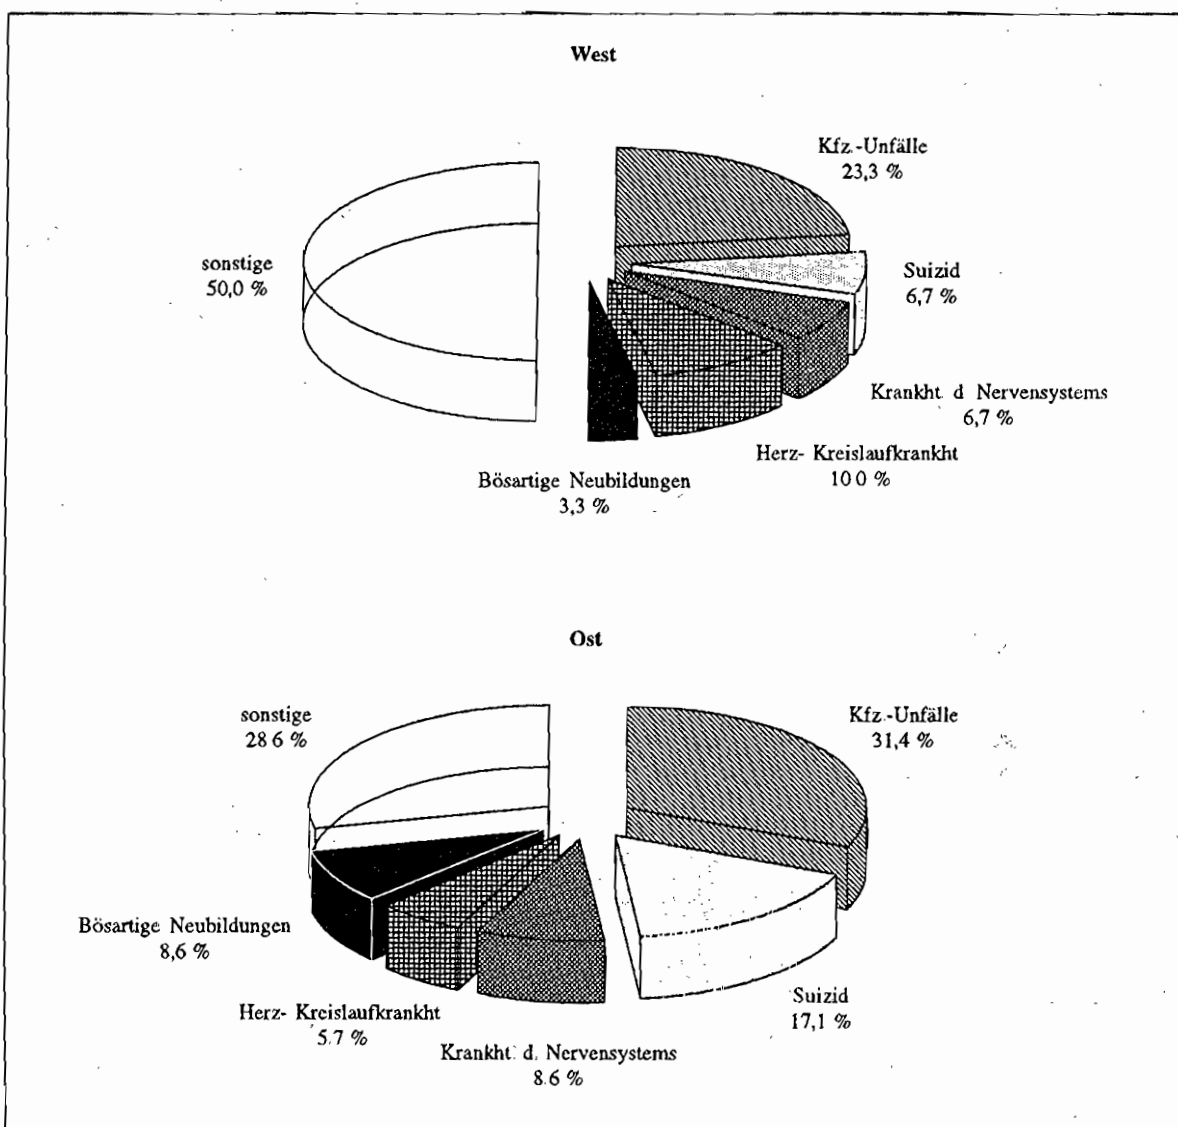 West
Kfz.-Unfälle
23,3 %
sonstige
50,0 %
Suizid
6,7 %
Krankht. d Nervensystems
6,7 %
Herz- Kreislaufkrankht
10 0 %
Bösartige Neubildungen
3,3 %
Ost
sonstige
28 6 %
Kfz.-Unfälle
31,4 %
Bösartige Neubildungen
8,6 %
Suizid
17,1 %
Herz- Kreislaufkrankht
5.7 %
Krankht. d. Nervensystems
8.6 %